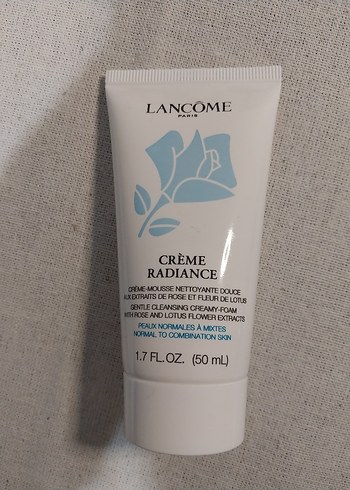 LANCÔME
PARIS
CRÈME
RADIANCE
CRÈME-MOUSSE NETTOYANTE DOUCE
AUX EXTRAITS DE ROSE ET FLEUR DE LOTUS
GENTLE CLEANSING CREAMY-FOAM
WITH ROSE AND LOTUS FLOWER EXTRACTS
PEAUX NORMALES À MIXTES
NORMAL TO COMBINATION SKIN
1.7 FL.OZ. (50 mL)